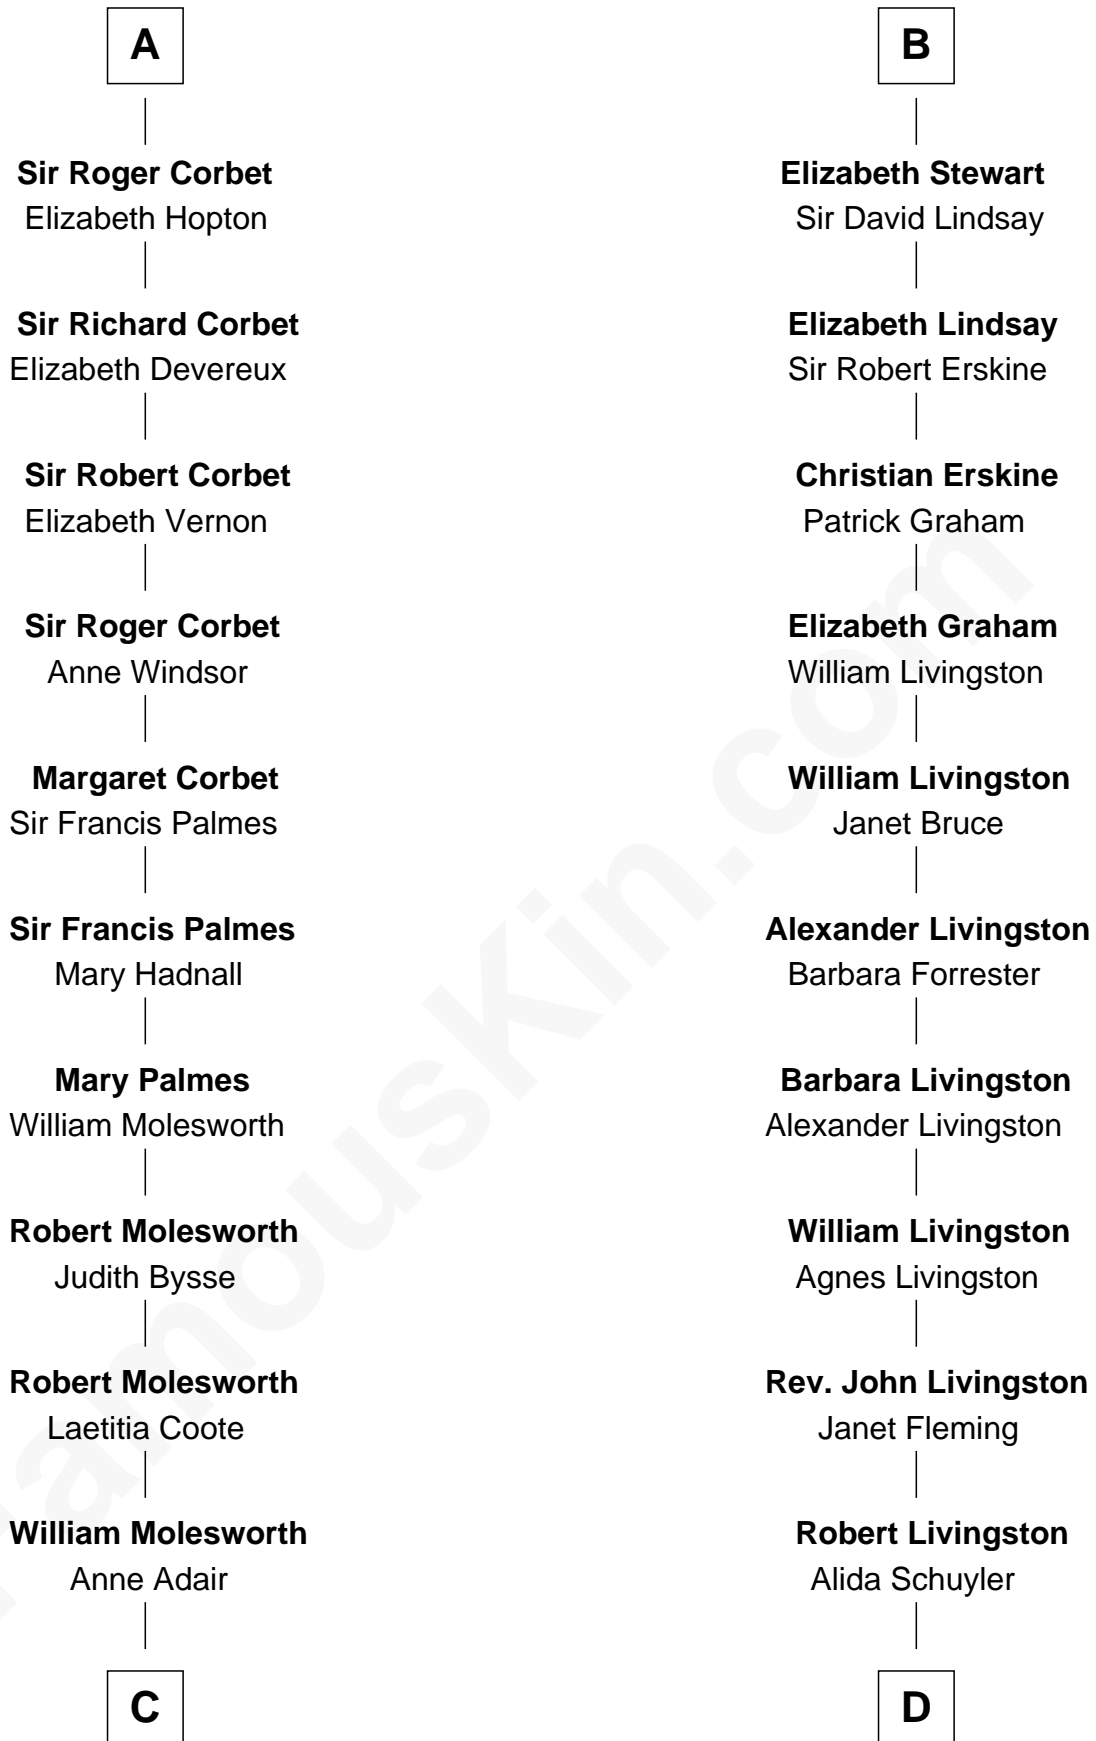 A
Sir Roger Corbet
Elizabeth Hopton
Sir Richard Corbet
Elizabeth Devereux
Sir Robert Corbet
Elizabeth Vernon
Sir Roger Corbet
Anne Windsor
Margaret Corbet
Sir Francis Palmes
Sir Francis Palmes
Mary Hadnall
Mary Palmes
William Molesworth
Robert Molesworth
Judith Bysse
Robert Molesworth
Laetitia Coote
William Molesworth
Anne Adair
C
B
Elizabeth Stewart
Sir David Lindsay
Elizabeth Lindsay
Sir Robert Erskine
Christian Erskine
Patrick Graham
Elizabeth Graham
William Livingston
William Livingston
Janet Bruce
Alexander Livingston
Barbara Forrester
Barbara Livingston
Alexander Livingston
William Livingston
Agnes Livingston
Rev. John Livingston
Janet Fleming
Robert Livingston
Alida Schuyler
D
FamousKin.com